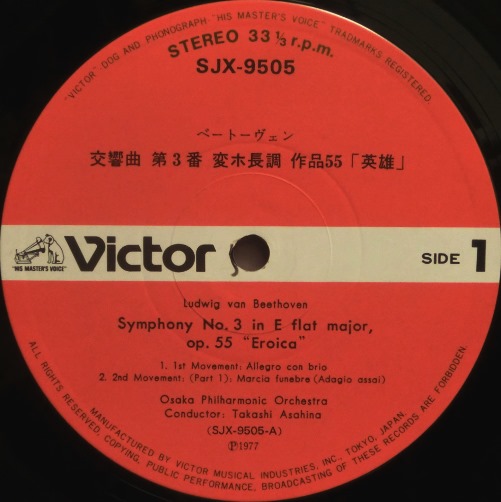 "VICTOR"-DOG AND PHONOGRAPH-"HIS MASTER'S VOICE" TRADMARKS REGISTERED.
STEREO 33⅓ r.p.m.
SJX-9505
ベートーヴェン
交響曲 第3番 変ホ長調 作品55「英雄」
"HIS MASTER'S VOICE"
Victor
SIDE 1
Ludwig van Beethoven
Symphony No. 3 in E flat major,
op. 55 "Eroica"
1. 1st Movement: Allegro con brio
2. 2nd Movement: (Part 1): Marcia funebre (Adagio assai)
Osaka Philharmonic Orchestra
Conductor: Takashi Asahina
(SJX-9505-A)
Ⓟ1977
MANUFACTURED BY VICTOR MUSICAL INDUSTRIES, INC., TOKYO, JAPAN.
ALL RIGHTS RESERVED, COPYING, PUBLIC PERFORMANCE, BROADCASTING OF THESE RECORDS ARE FORBIDDEN.